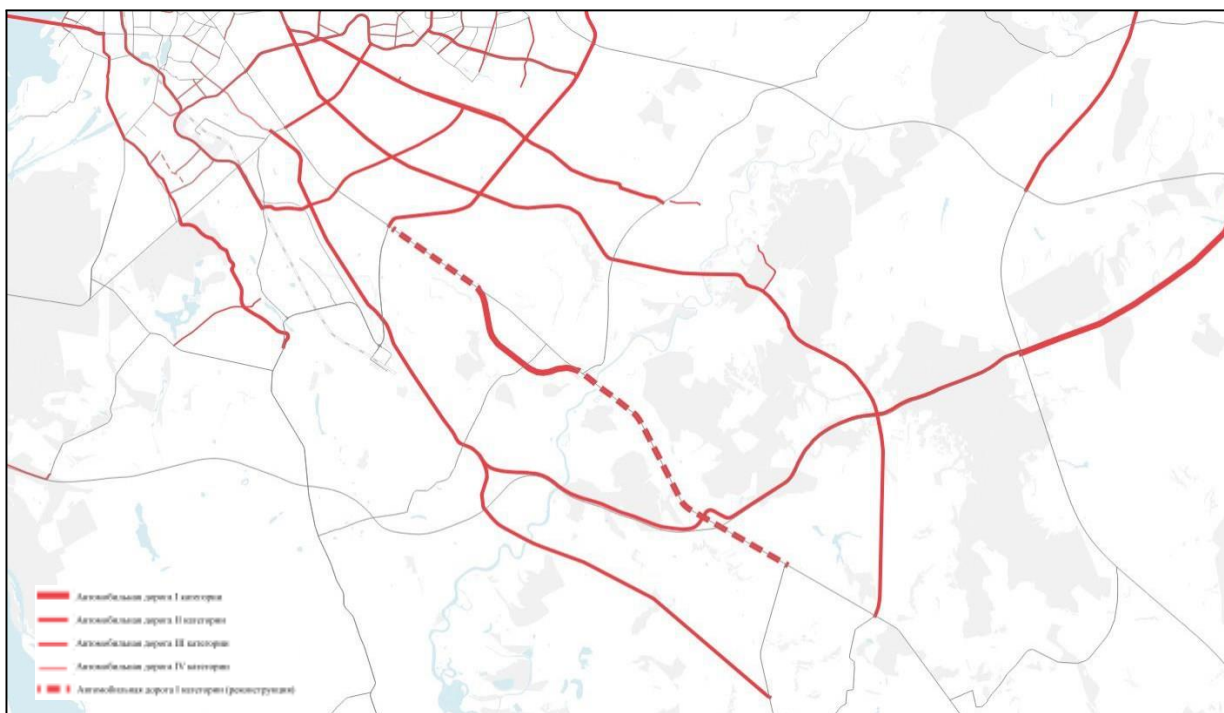 Автомобильная дорога I категории
Автомобильная дорога II категории
Автомобильная дорога III категории
Автомобильная дорога IV категории
Автомобильная дорога I категории (реконструкция)